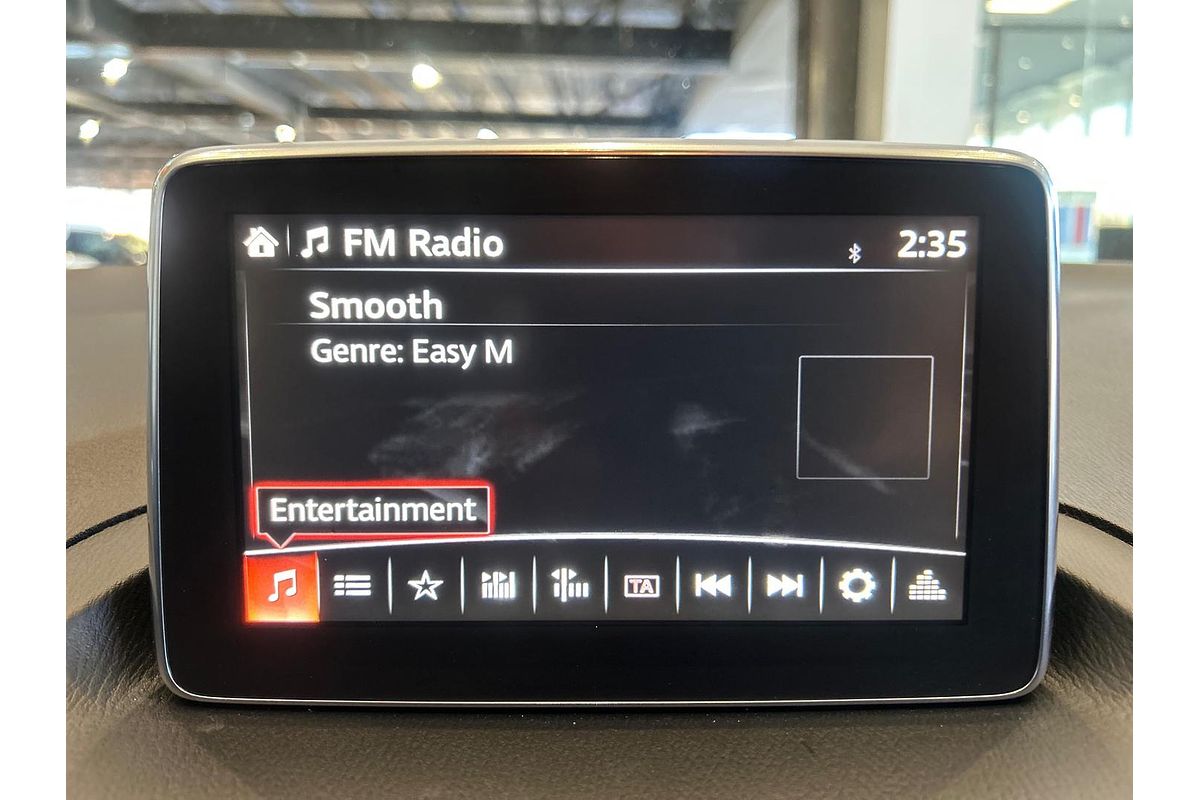 FM Radio 2:35
Smooth
Genre: Easy M
Entertainment
TA